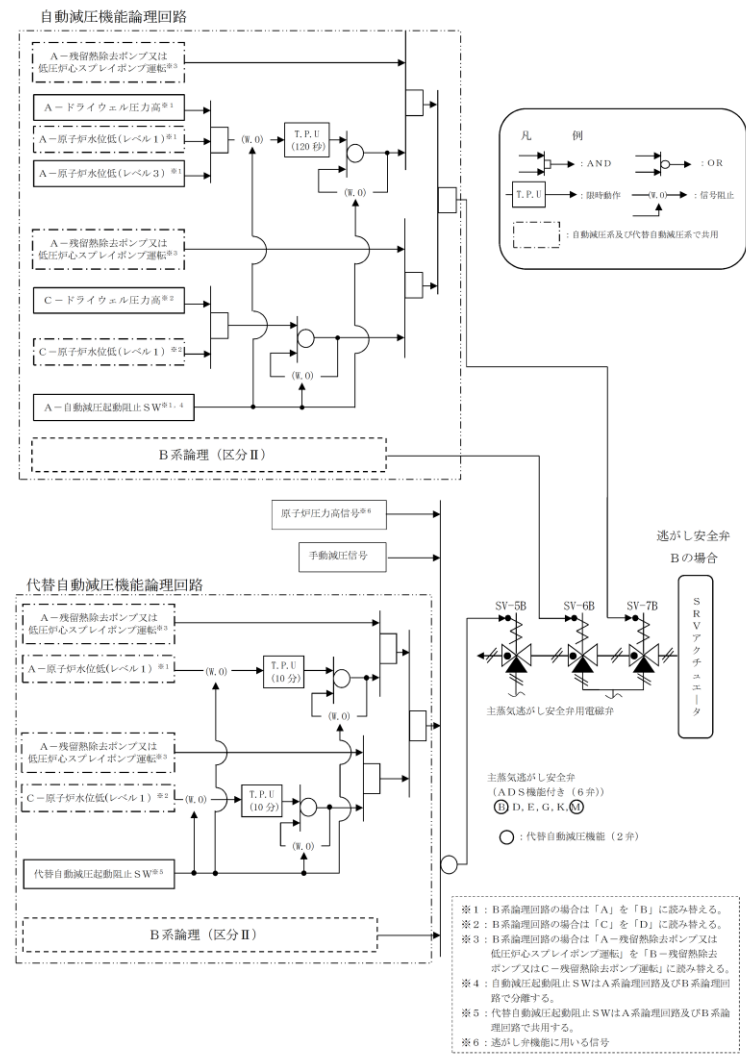 自動減圧機能論理回路
A－残留熱除去ポンプ又は
低圧炉心スプレイポンプ運転※3
A－ドライウェル圧力高※1
A－原子炉水位低(レベル1)※1
A－原子炉水位低(レベル3)※1
(W.O)
T.P.U
(120秒)
(W.O)
A－残留熱除去ポンプ又は
低圧炉心スプレイポンプ運転※3
C－ドライウェル圧力高※2
C－原子炉水位低(レベル1)※2
(W.O)
A－自動減圧起動阻止SW※1.4
B系論理(区分Ⅱ)
凡 例
:AND
:OR
T.P.U
:限時動作
(W.O)
:信号阻止
:自動減圧系及び代替自動減圧系で共用
原子炉圧力高信号※6
手動減圧信号
代替自動減圧機能論理回路
A－残留熱除去ポンプ又は
低圧炉心スプレイポンプ運転※3
A－原子炉水位低(レベル1)※1
(W.O)
T.P.U
(10分)
(W.O)
A－残留熱除去ポンプ又は
低圧炉心スプレイポンプ運転※3
C－原子炉水位低(レベル1)※2
(W.O)
T.P.U
(10分)
(W.O)
代替自動減圧起動阻止SW※5
B系論理(区分Ⅱ)
逃がし安全弁
Bの場合
SV-5B
SV-6B
SV-7B
SRVアクチュエータ
主蒸気逃がし安全弁用電磁弁
主蒸気逃がし安全弁
(ADS機能付き(6弁))
B,D,E,G,K,M
○:代替自動減圧機能(2弁)
※1:B系論理回路の場合は「A」を「B」に読み替える。
※2:B系論理回路の場合は「C」を「D」に読み替える。
※3:B系論理回路の場合は「A－残留熱除去ポンプ又は
低圧炉心スプレイポンプ運転」を「B－残留熱除去
ポンプ又はC－残留熱除去ポンプ運転」に読み替える。
※4:自動減圧起動阻止SWはA系論理回路及びB系論理回
路で分離する。
※5:代替自動減圧起動阻止SWはA系論理回路及びB系論
理回路で共用する。
※6:逃がし弁機能に用いる信号